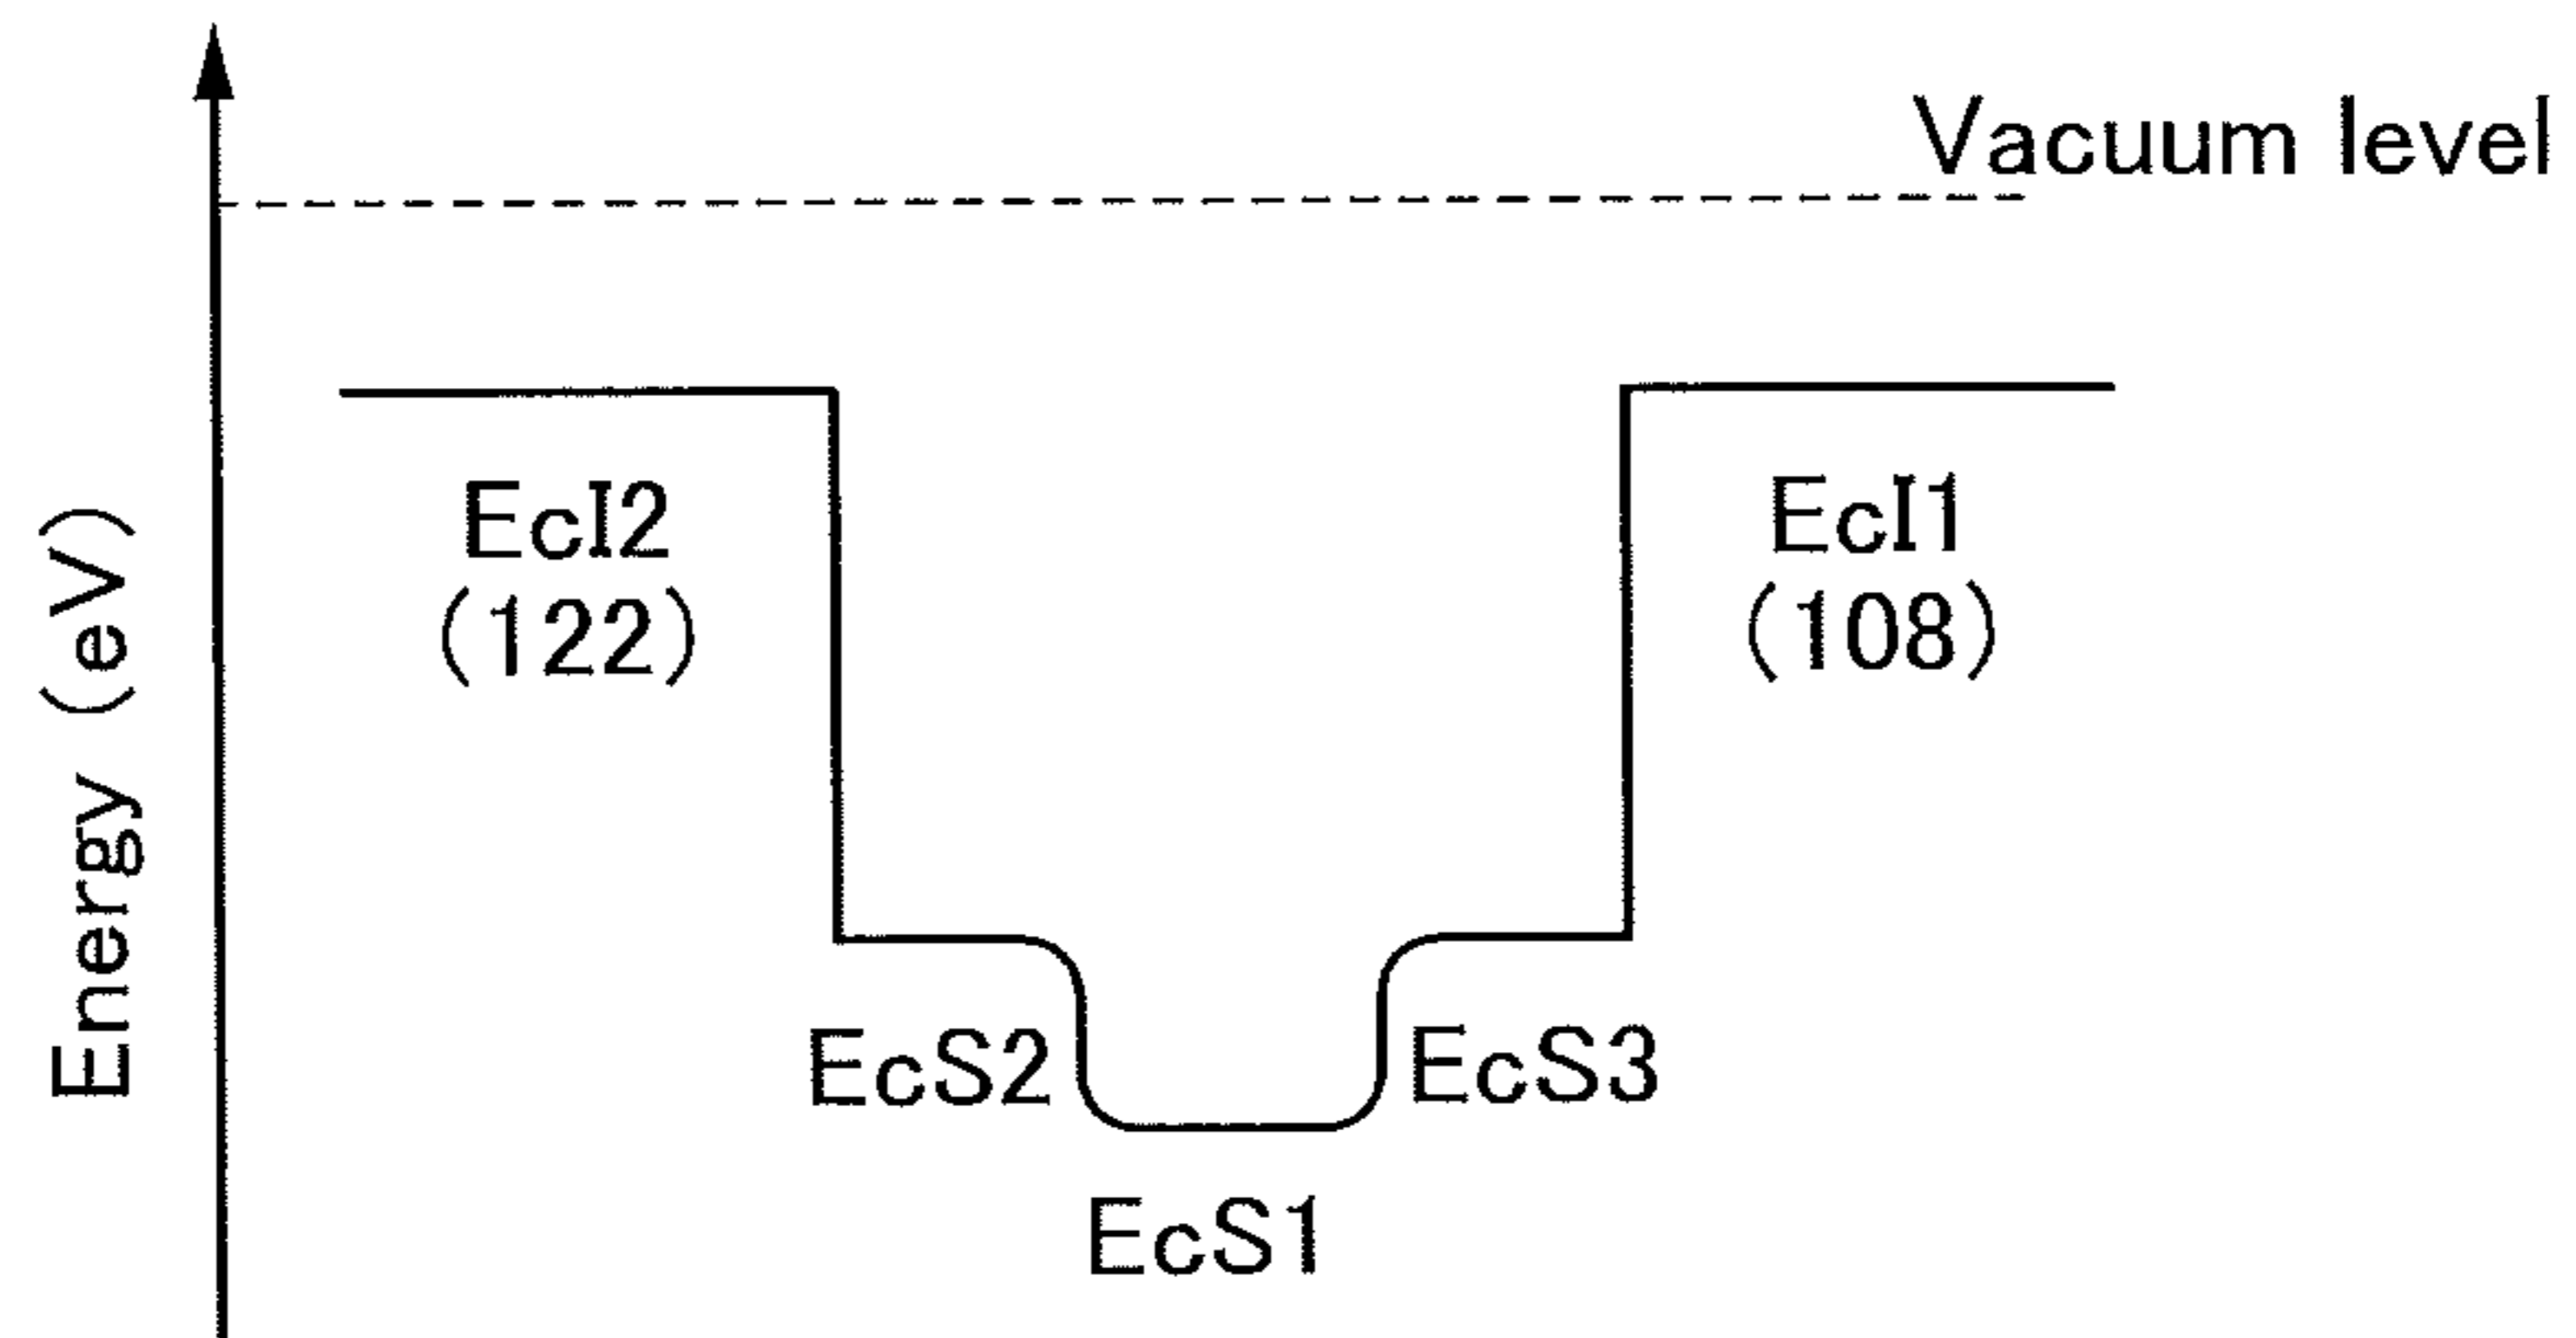 Vacuum level
Energy (eV)
EcI2
(122)
EcI1
(108)
EcS2
EcS3
EcS1